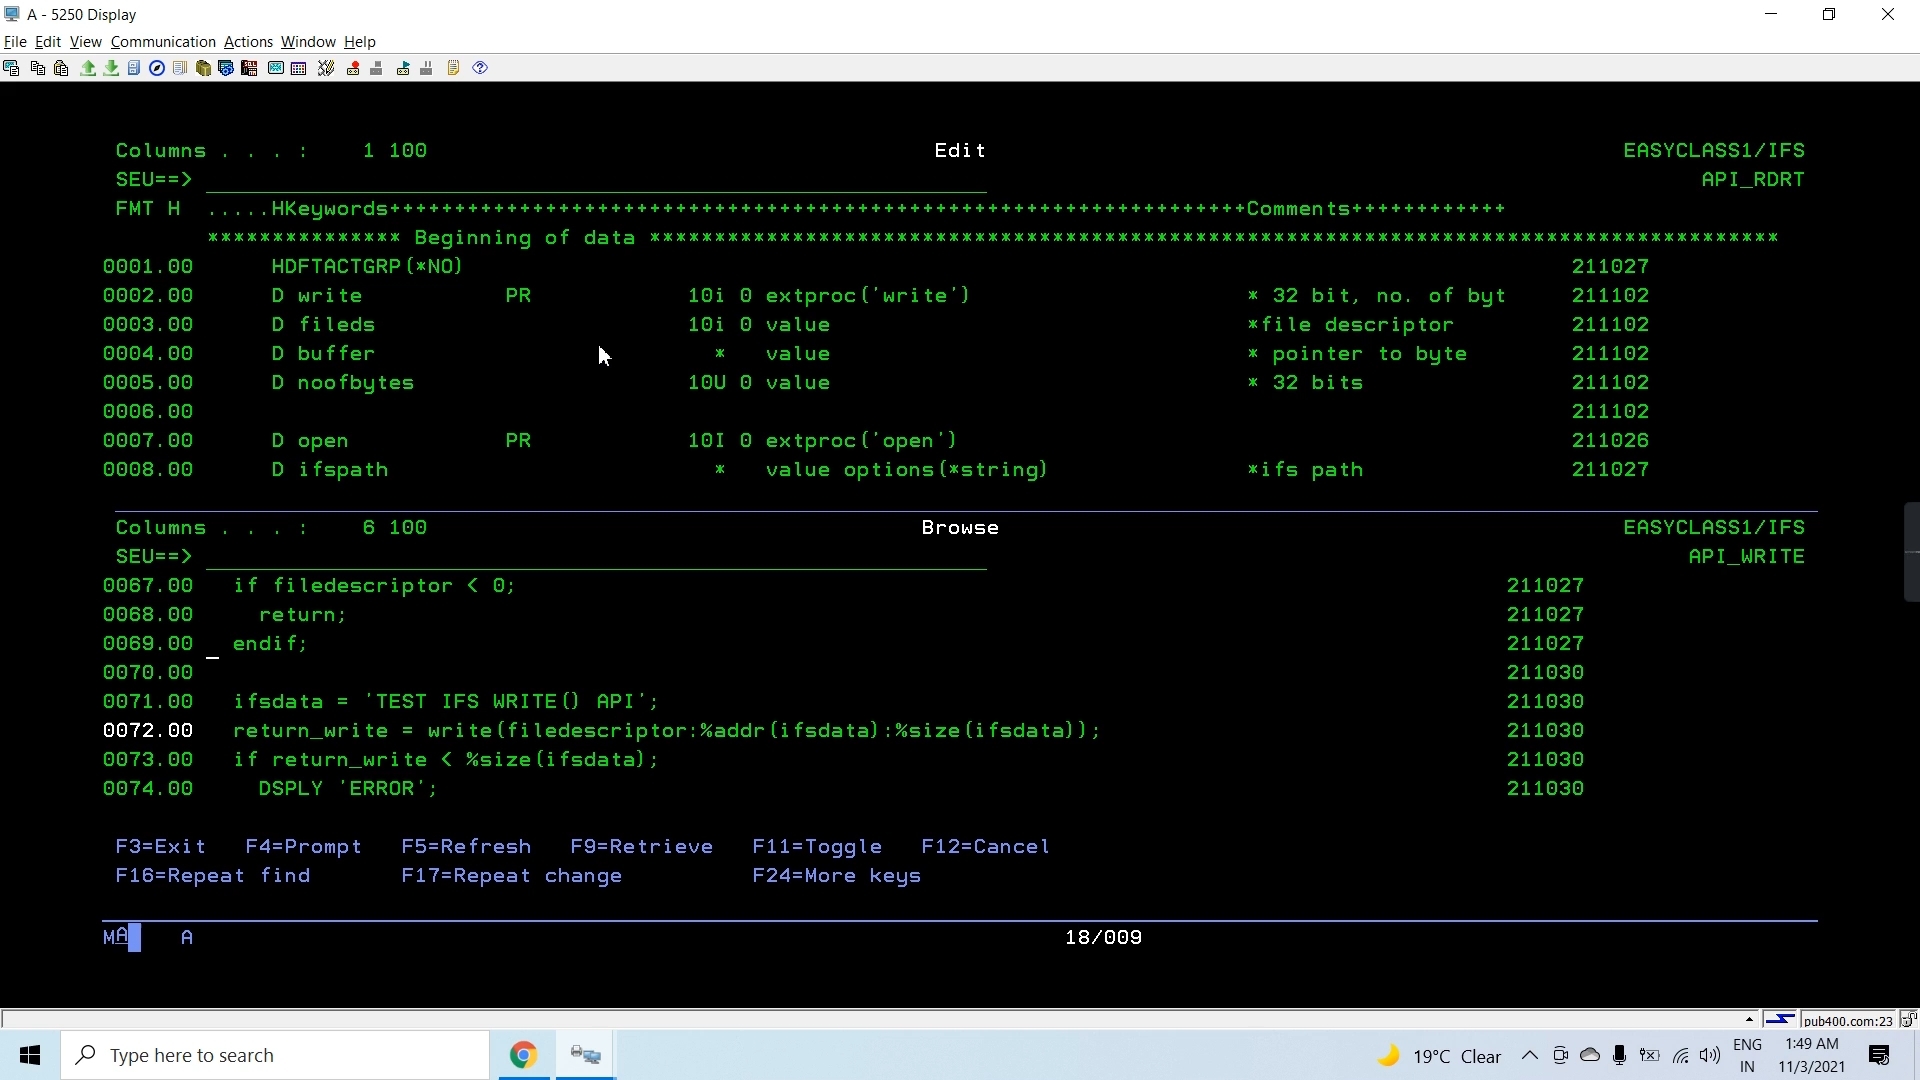 A - 5250 Display
File Edit View Communication Actions Window Help
Columns . . . :    1 100                                Edit                                EASYCLASS1/IFS
SEU==>                                                                                      API_RDRT
FMT H  .....HKeywords++++++++++++++++++++++++++++++++++++++++++++++++++++++++++++++++++Comments++++++++++++
*************** Beginning of data ***************************************************************************************
0001.00      HDFTACTGRP(*NO)                                                                211027
0002.00      D write           PR            10i 0 extproc('write')                     * 32 bit, no. of byt     211102
0003.00      D fileds                        10i 0 value                                *file descriptor         211102
0004.00      D buffer                          *   value                                * pointer to byte        211102
0005.00      D noofbytes                     10U 0 value                                * 32 bits                211102
0006.00                                                                                 211102
0007.00      D open            PR            10I 0 extproc('open')                      211026
0008.00      D ifspath                         *   value options(*string)               *ifs path                211027
Columns . . . :    6 100                               Browse                               EASYCLASS1/IFS
SEU==>                                                                                      API_WRITE
0067.00   if filedescriptor < 0;                                                            211027
0068.00     return;                                                                         211027
0069.00 _ endif;                                                                            211027
0070.00                                                                                     211030
0071.00   ifsdata = 'TEST IFS WRITE() API';                                                 211030
0072.00   return_write = write(filedescriptor:%addr(ifsdata):%size(ifsdata));               211030
0073.00   if return_write < %size(ifsdata);                                                 211030
0074.00     DSPLY 'ERROR';                                                                  211030
F3=Exit   F4=Prompt   F5=Refresh   F9=Retrieve   F11=Toggle   F12=Cancel
F16=Repeat find       F17=Repeat change          F24=More keys
MA    A                                                                  18/009
pub400.com:23
Type here to search
19°C Clear
ENG
IN
1:49 AM
11/3/2021